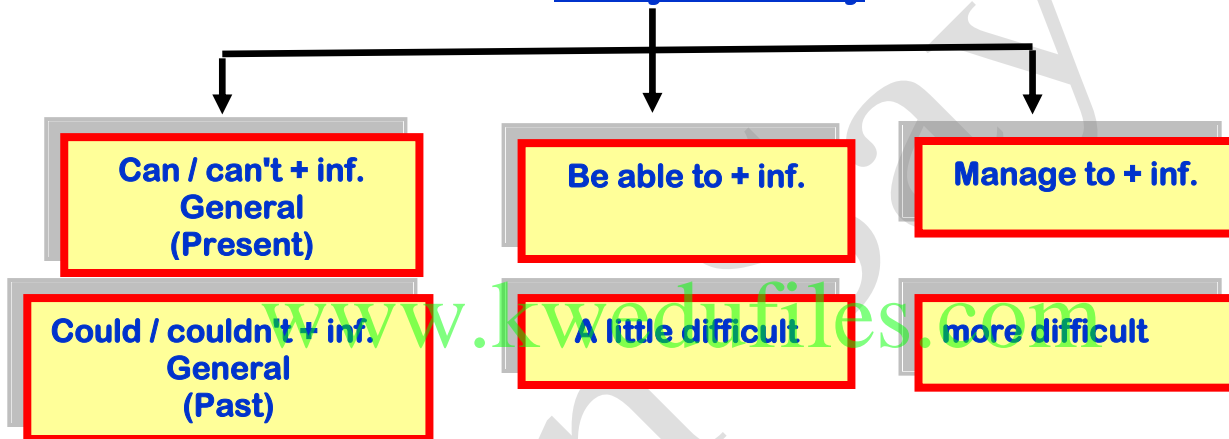 Can / can't + inf.
General
(Present)
Be able to + inf.
Manage to + inf.
Could / couldn't + inf.
General
(Past)
A little difficult
more difficult
www.kwedufiles.com